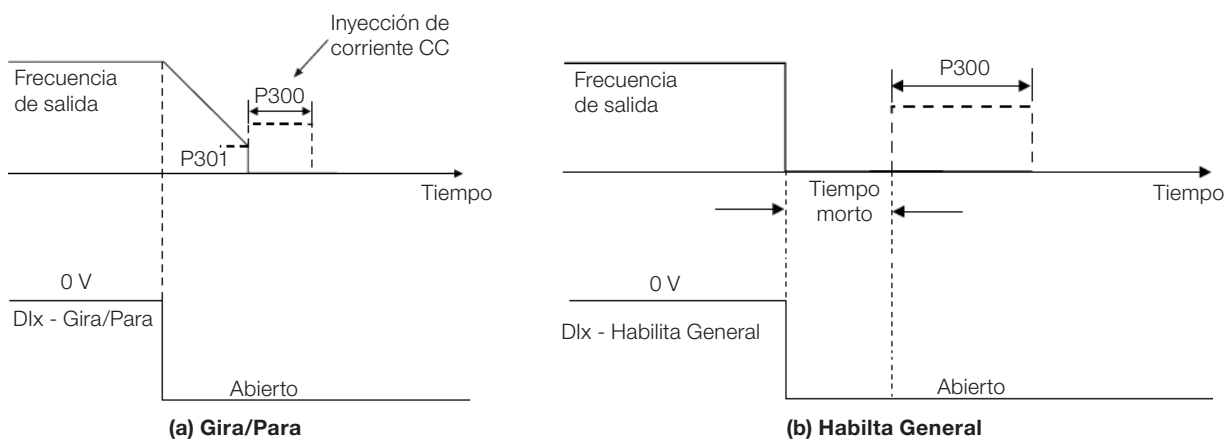 Inyección de
corriente CC
Frecuencia
de salida
P300
P301
Tiempo
0 V
DIx - Gira/Para
Abierto
(a) Gira/Para
Frecuencia
de salida
P300
Tiempo
morto
Tiempo
0 V
DIx - Habilita General
Abierto
(b) Habilta General